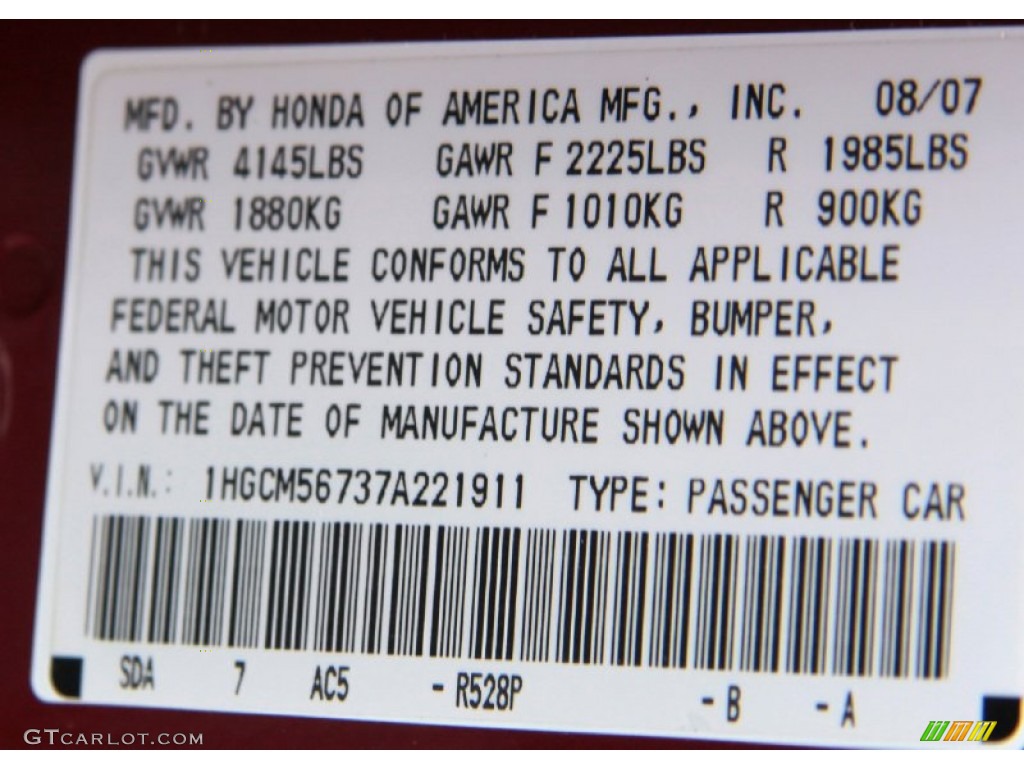 MFD. BY HONDA OF AMERICA MFG., INC. 08/07
GVWR 4145LBS GAWR F 2225LBS R 1985LBS
GVWR 1880KG GAWR F 1010KG R 900KG
THIS VEHICLE CONFORMS TO ALL APPLICABLE
FEDERAL MOTOR VEHICLE SAFETY, BUMPER,
AND THEFT PREVENTION STANDARDS IN EFFECT
ON THE DATE OF MANUFACTURE SHOWN ABOVE.
V.I.N.: 1HGCM56737A221911 TYPE: PASSENGER CAR
SDA 7 AC5 - R528P - B - A
GTCARLOT.COM